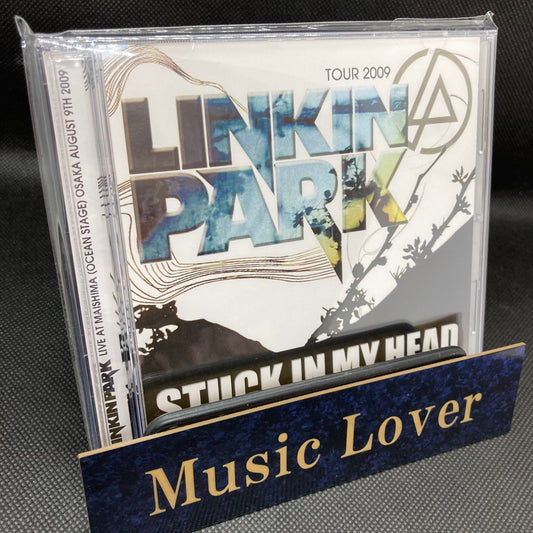 TOUR 2009
LINKIN
PARK
STUCK IN MY HEAD
LINKIN PARK LIVE AT MAISHIMA (OCEAN STAGE) OSAKA AUGUST 9TH 2009
Music Lover